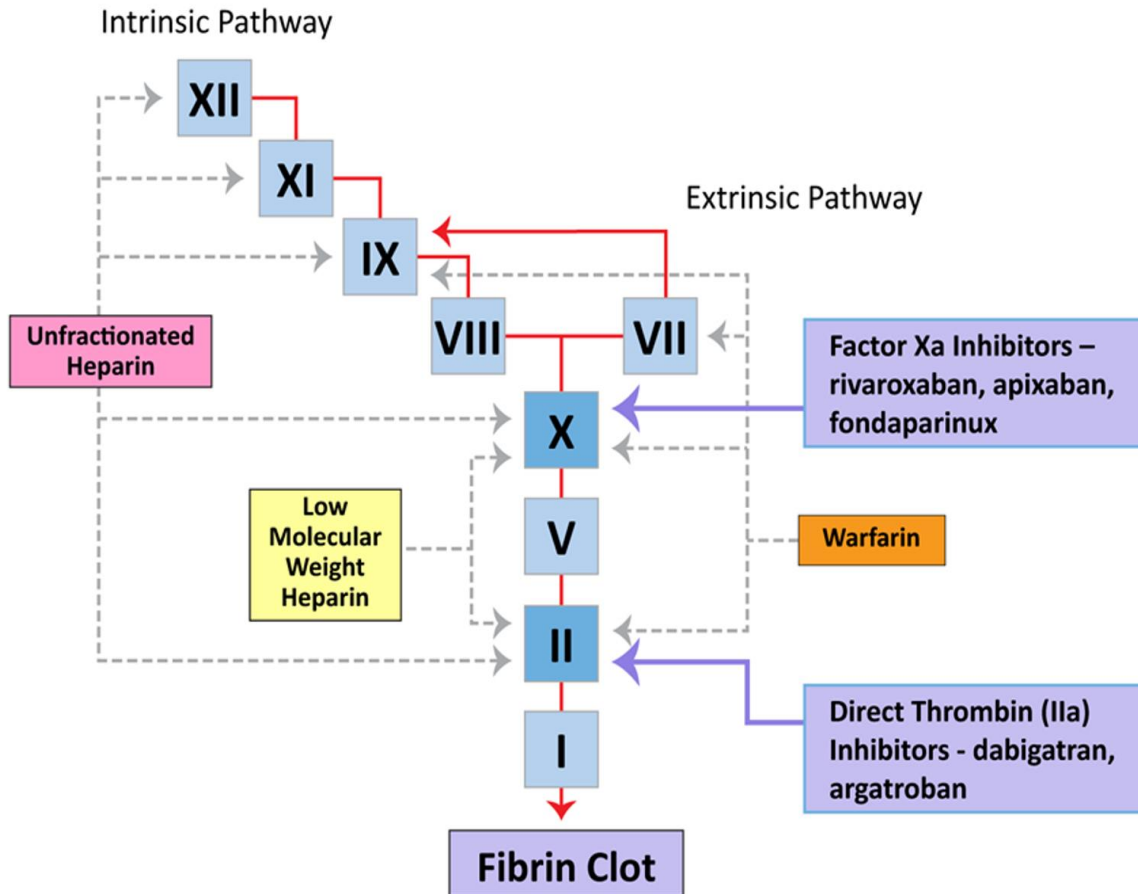 Intrinsic Pathway
XII
XI
Extrinsic Pathway
IX
VIII
VII
Unfractionated
Heparin
Factor Xa Inhibitors –
rivaroxaban, apixaban,
fondaparinux
X
Low
Molecular
Weight
Heparin
V
Warfarin
II
Direct Thrombin (IIa)
Inhibitors - dabigatran,
argatroban
I
Fibrin Clot